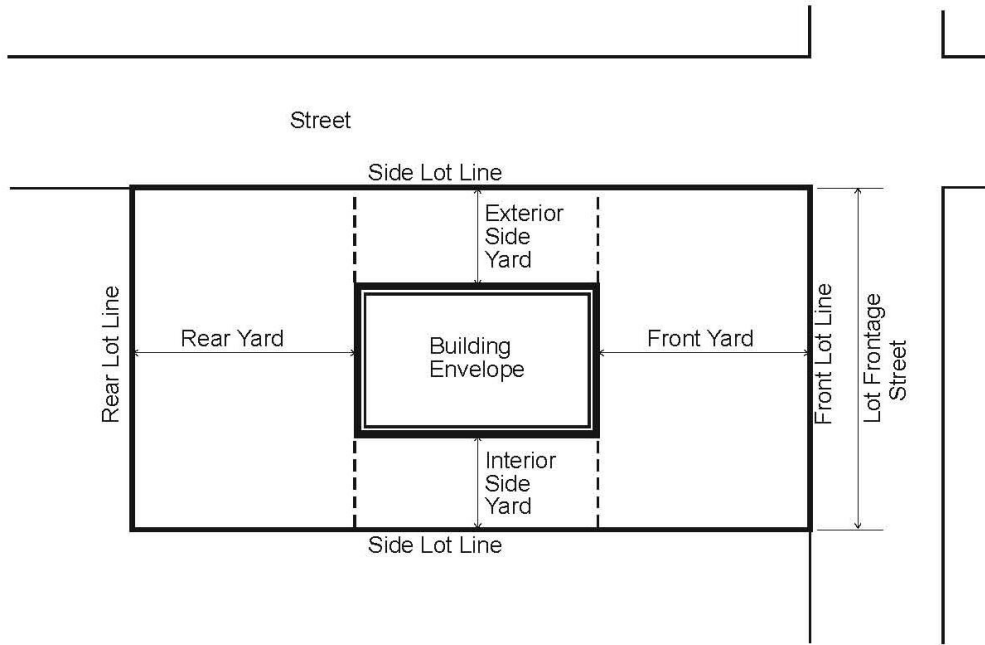 Street
Side Lot Line
Exterior
Side
Yard
Rear Lot Line
Rear Yard
Building
Envelope
Front Yard
Front Lot Line
Lot Frontage
Street
Interior
Side
Yard
Side Lot Line